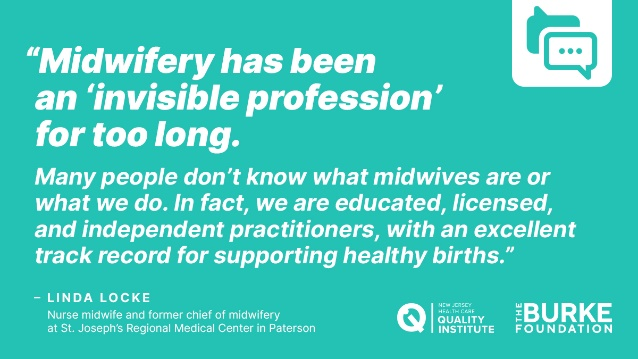 “Midwifery has been
an ‘invisible profession’
for too long.
Many people don’t know what midwives are or
what we do. In fact, we are educated, licensed,
and independent practitioners, with an excellent
track record for supporting healthy births.”
– LINDA LOCKE
Nurse midwife and former chief of midwifery
at St. Joseph’s Regional Medical Center in Paterson
NEW JERSEY
HEALTH CARE
QUALITY
INSTITUTE
THE
BURKE
FOUNDATION